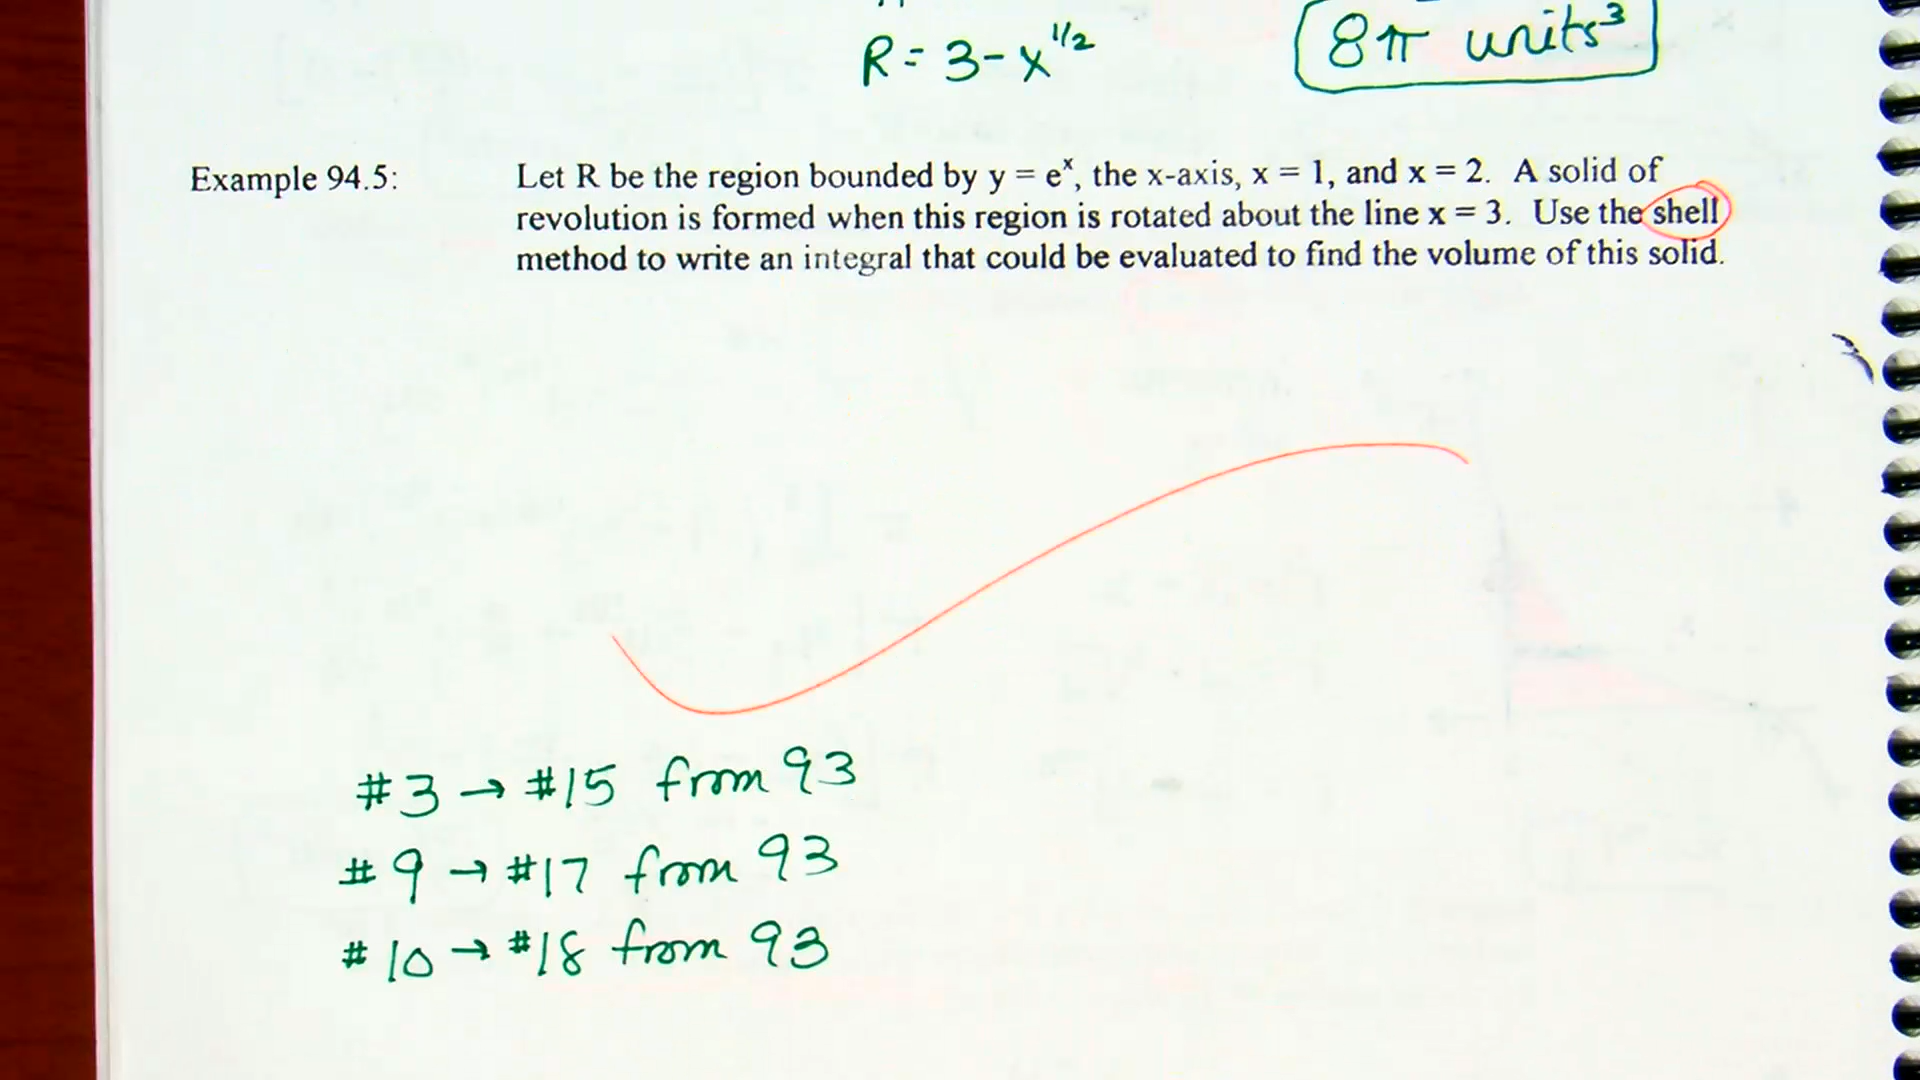 R = 3 - x^1/2
8π units³
Example 94.5:
Let R be the region bounded by y = eˣ, the x-axis, x = 1, and x = 2. A solid of
revolution is formed when this region is rotated about the line x = 3. Use the shell
method to write an integral that could be evaluated to find the volume of this solid.
#3 → #15 from 93
#9 → #17 from 93
#10 → #18 from 93